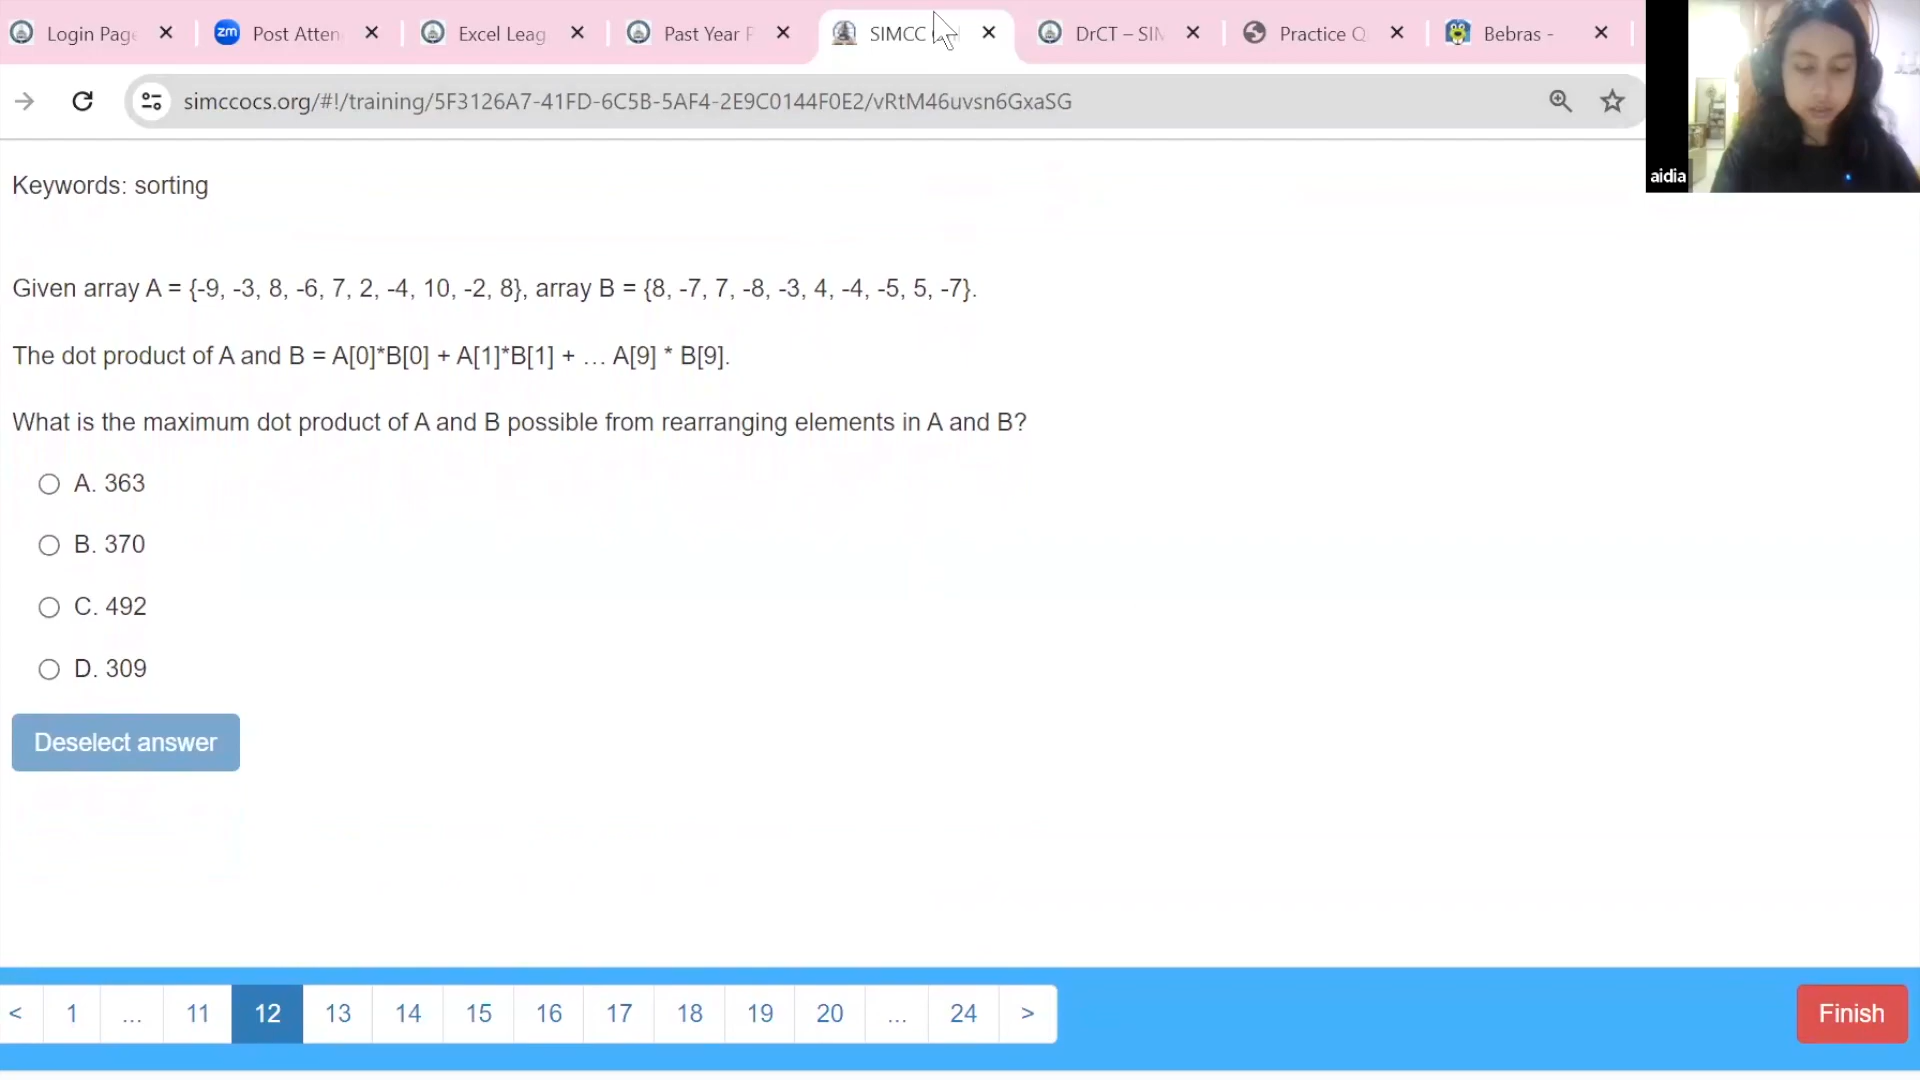 Login Page
Post Atten
Excel Leag
Past Year P
SIMCC
DrCT – SIM
Practice Q
Bebras -
simccocs.org/#!/training/5F3126A7-41FD-6C5B-5AF4-2E9C0144F0E2/vRtM46uvsn6GxaSG
aidia
Keywords: sorting
Given array A = {-9, -3, 8, -6, 7, 2, -4, 10, -2, 8}, array B = {8, -7, 7, -8, -3, 4, -4, -5, 5, -7}.
The dot product of A and B = A[0]*B[0] + A[1]*B[1] + … A[9] * B[9].
What is the maximum dot product of A and B possible from rearranging elements in A and B?
A. 363
B. 370
C. 492
D. 309
Deselect answer
< 1 ... 11 12 13 14 15 16 17 18 19 20 ... 24 >
Finish